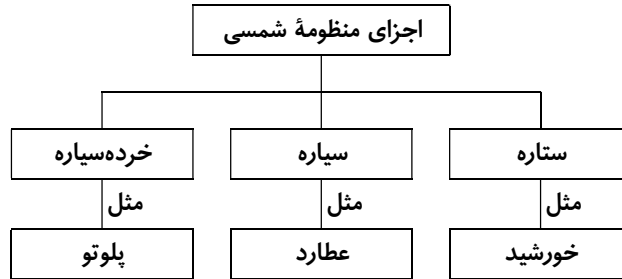 اجزای منظومهٔ شمسی
ستاره
سیاره
خرده‌سیاره
مثل
مثل
مثل
خورشید
عطارد
پلوتو